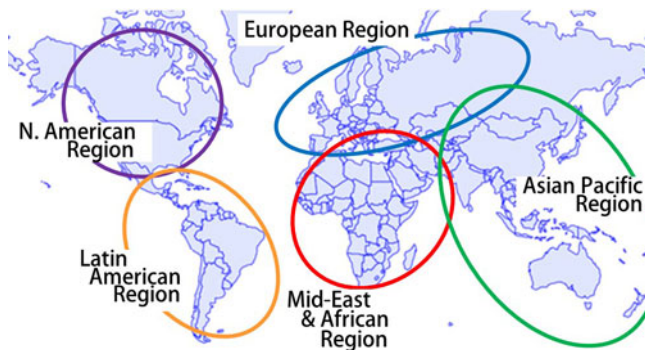 European Region
N. American
Region
Asian Pacific
Region
Latin
American
Region
Mid-East
& African
Region